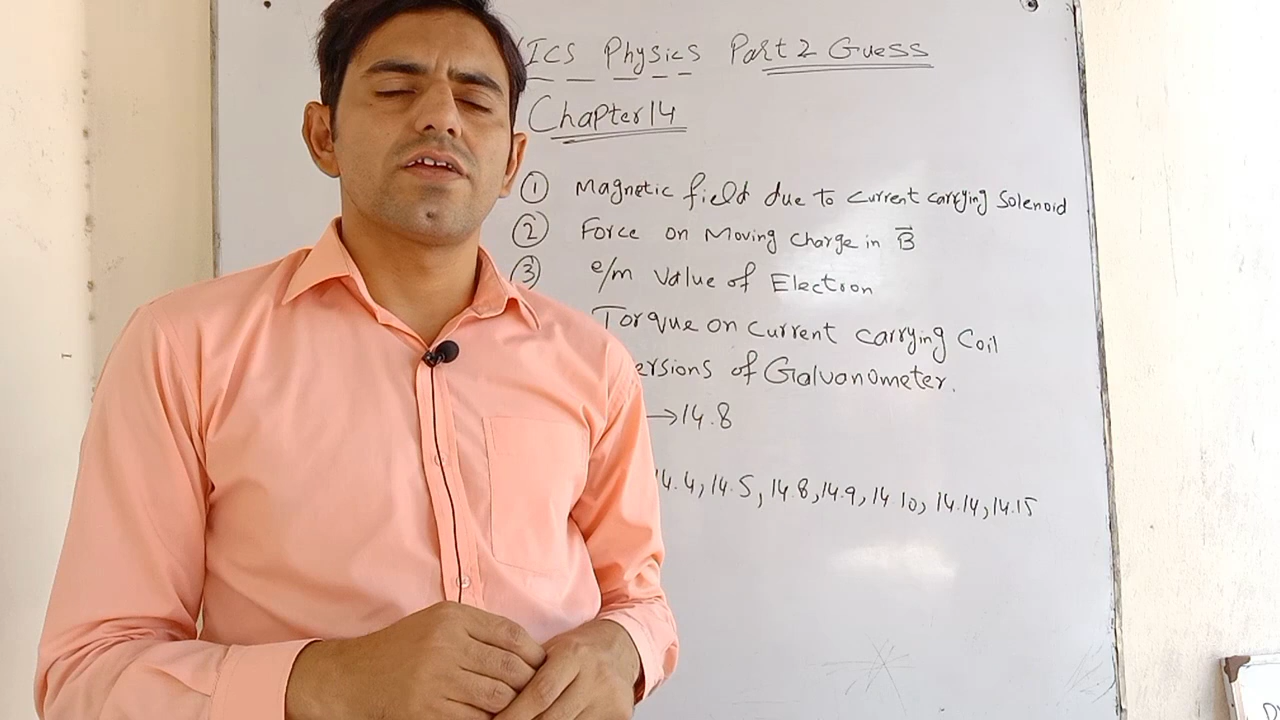 ICS Physics Part 2 Guess
Chapter 14
① Magnetic field due to current carrying Solenoid
② Force on Moving Charge in B⃗
③ e/m Value of Electron
Torque on current carrying Coil
ersions of Galvanometer.
→14.8
14.4, 14.5, 14.8, 14.9, 14.10, 14.14, 14.15